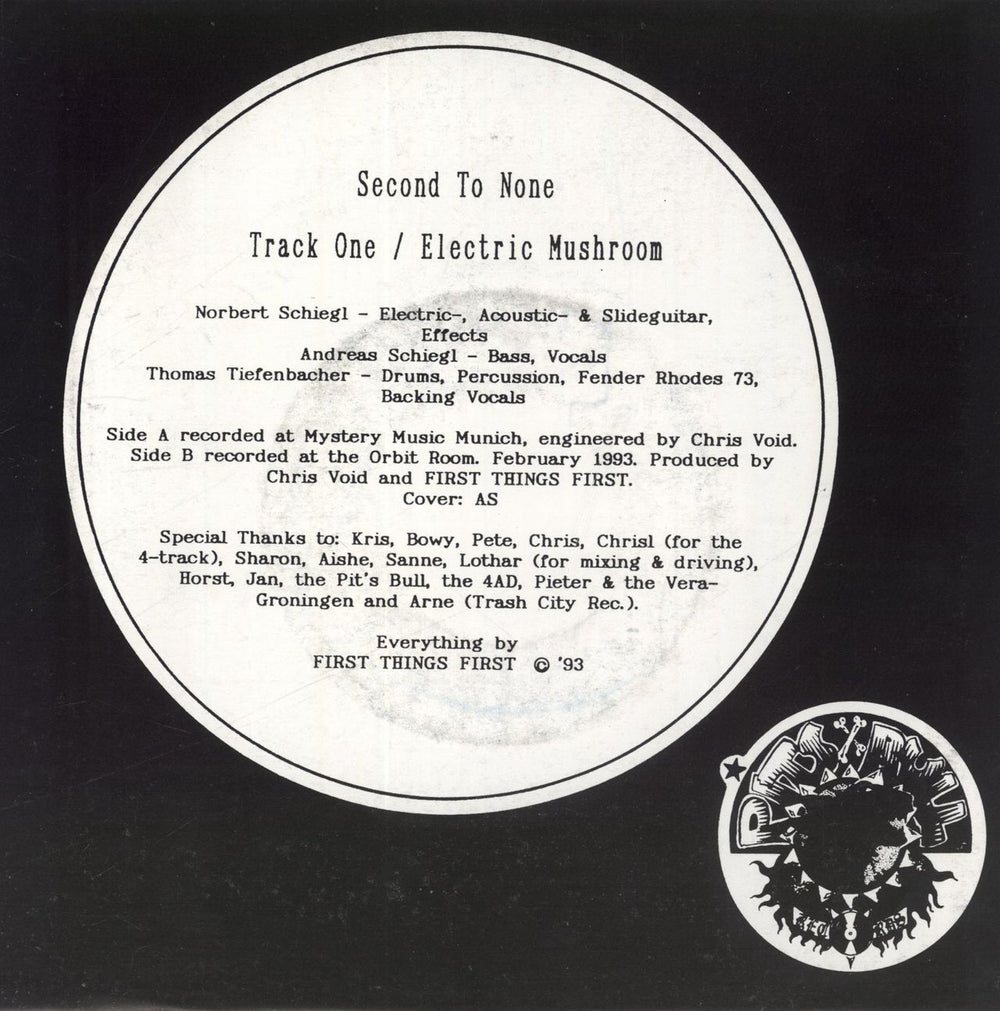 Second To None
Track One / Electric Mushroom
Norbert Schiegl - Electric-, Acoustic- & Slideguitar,
Effects
Andreas Schiegl - Bass, Vocals
Thomas Tiefenbacher - Drums, Percussion, Fender Rhodes 73,
Backing Vocals
Side A recorded at Mystery Music Munich, engineered by Chris Void.
Side B recorded at the Orbit Room. February 1993. Produced by
Chris Void and FIRST THINGS FIRST.
Cover: AS
Special Thanks to: Kris, Bowy, Pete, Chris, Chrisl (for the
4-track), Sharon, Aishe, Sanne, Lothar (for mixing & driving),
Horst, Jan, the Pit's Bull, the 4AD, Pieter & the Vera-
Groningen and Arne (Trash City Rec.).
Everything by
FIRST THINGS FIRST © '93